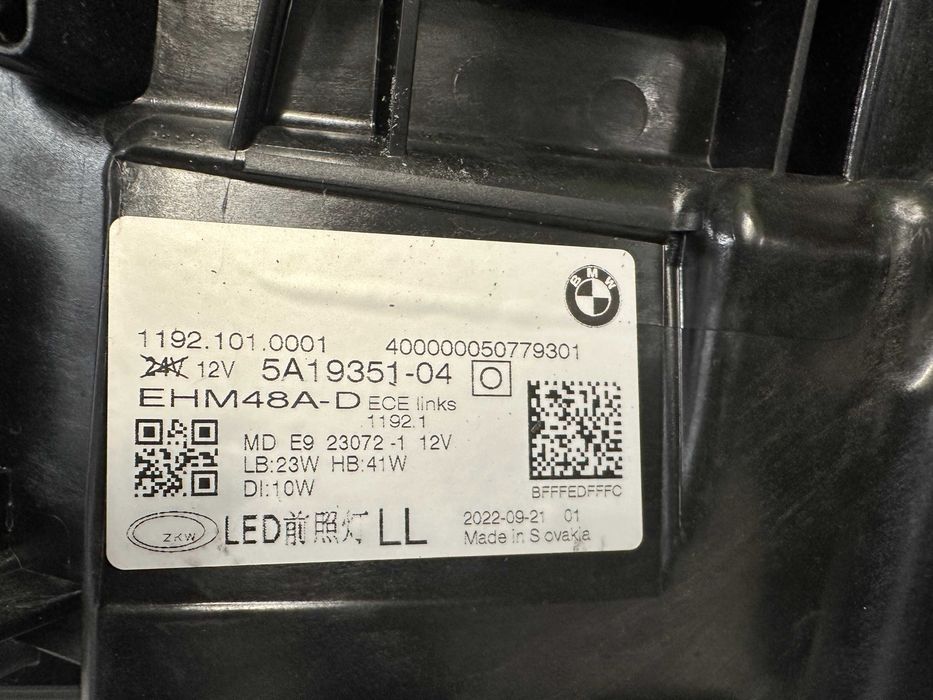 BMW
1192.101.0001 400000050779301
24V 12V 5A19351-04
EHM48A-D ECE links
1192.1
MD E9 23072-1 12V
LB:23W HB:41W
DI:10W
BFFFEDFFFC
ZKW LED前照灯 LL
2022-09-21 01
Made in Slovakia